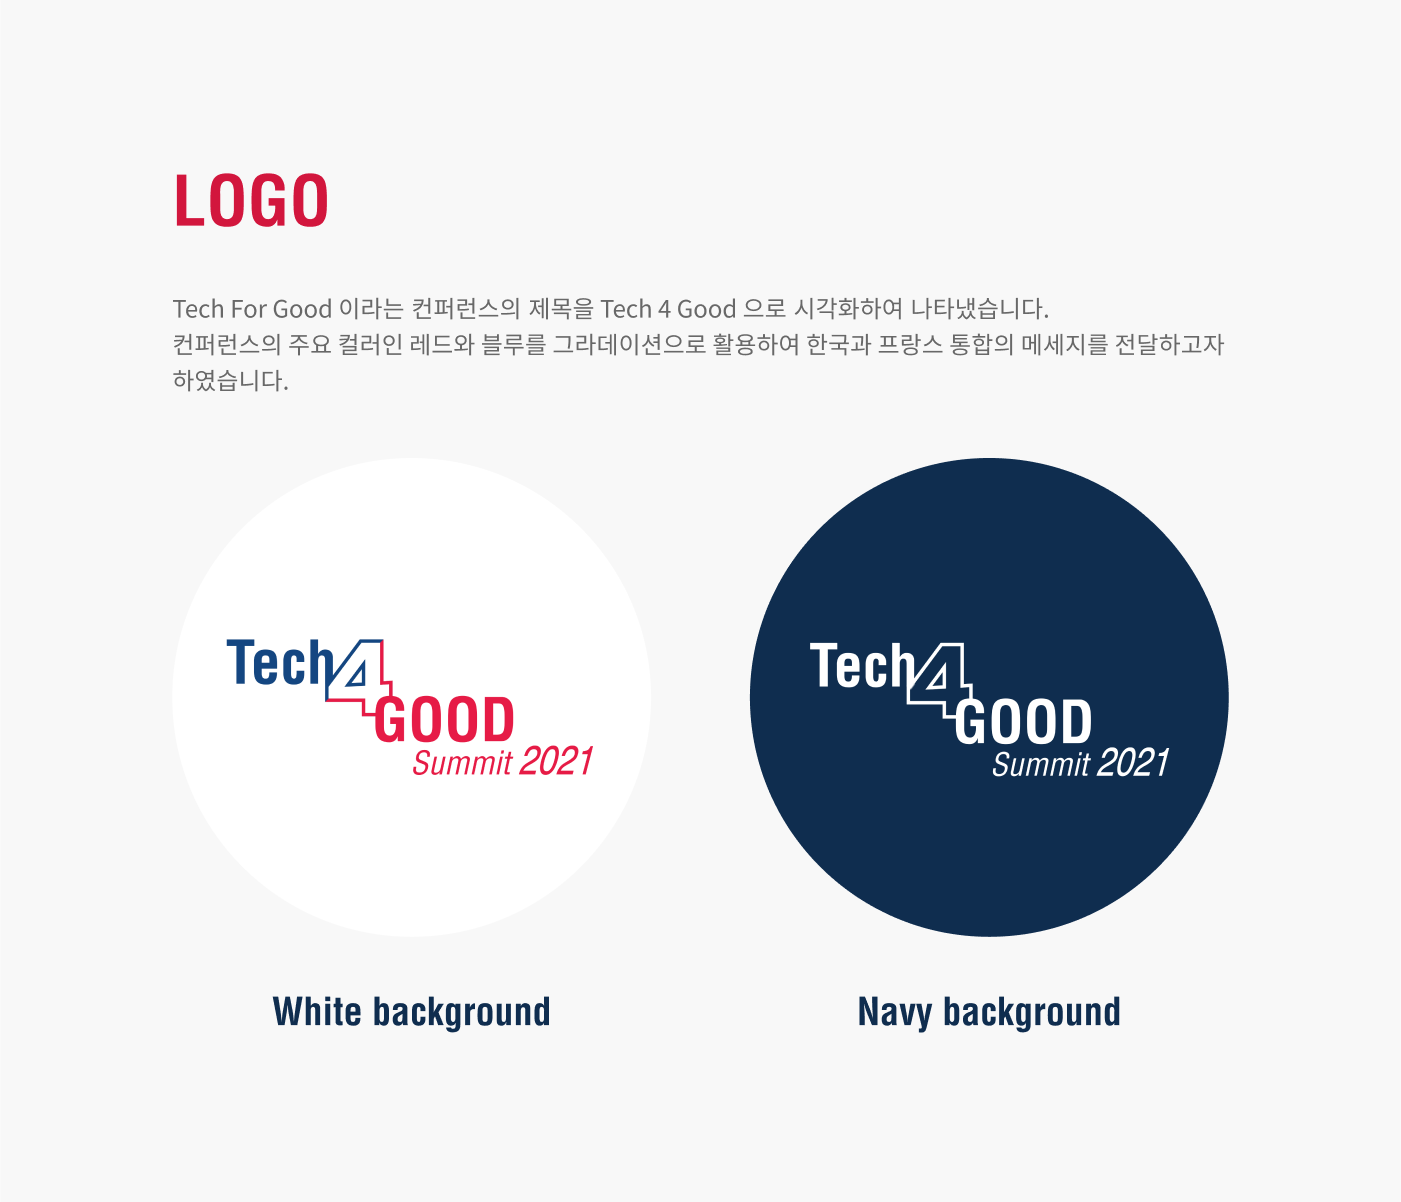 LOGO
Tech For Good 이라는 컨퍼런스의 제목을 Tech 4 Good 으로 시각화하여 나타냈습니다.
컨퍼런스의 주요 컬러인 레드와 블루를 그라데이션으로 활용하여 한국과 프랑스 통합의 메세지를 전달하고자
하였습니다.
Tech4
GOOD
Summit 2021
Tech4
GOOD
Summit 2021
White background
Navy background